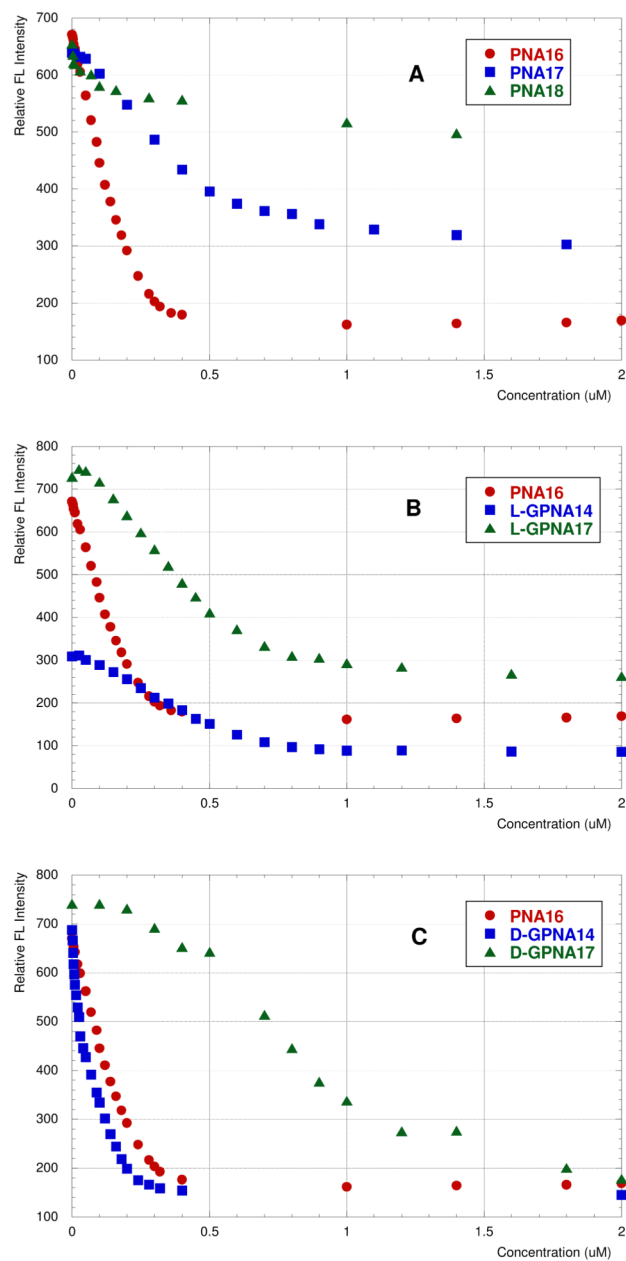 Relative FL Intensity
700
600
500
400
300
200
100
A
PNA16
PNA17
PNA18
0
0.5
1
1.5
2
Concentration (uM)
Relative FL Intensity
800
700
600
500
400
300
200
100
0
B
PNA16
L-GPNA14
L-GPNA17
0
0.5
1
1.5
2
Concentration (uM)
Relative FL Intensity
800
700
600
500
400
300
200
100
C
PNA16
D-GPNA14
D-GPNA17
0
0.5
1
1.5
2
Concentration (uM)